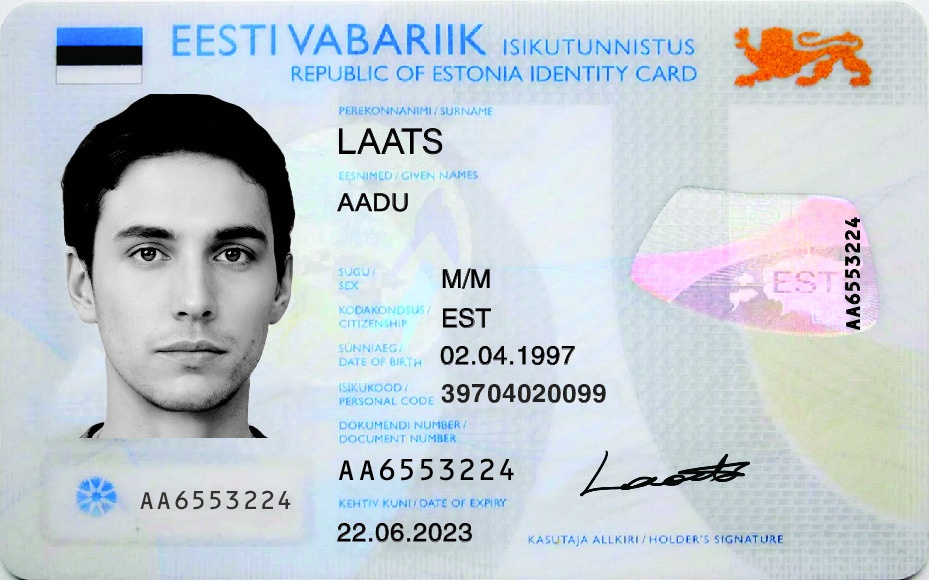 EESTI VABARIIK ISIKUTUNNISTUS
REPUBLIC OF ESTONIA IDENTITY CARD
PEREKONNANIMI / SURNAME
LAATS
EESNIMED / GIVEN NAMES
AADU
SUGU /
SEX
M/M
KODAKONDSUS /
CITIZENSHIP
EST
SÜNNIAEG /
DATE OF BIRTH
02.04.1997
ISIKUKOOD /
PERSONAL CODE
39704020099
DOKUMENDI NUMBER /
DOCUMENT NUMBER
AA6553224
KEHTIV KUNI / DATE OF EXPIRY
22.06.2023
AA6553224
EST
AA6553224
Laats
KASUTAJA ALLKIRI / HOLDER'S SIGNATURE